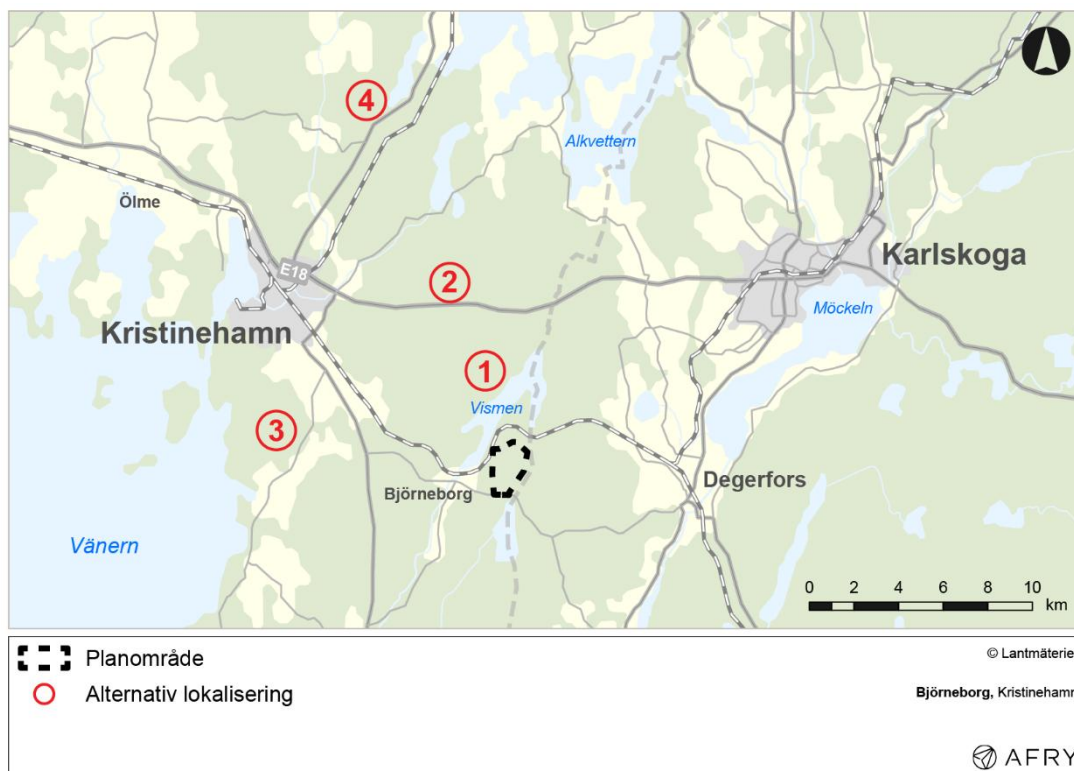 4
Alkvettern
Ölme
E18
Karlskoga
2
Möckeln
Kristinehamn
1
Vismen
3
Björneborg
Degerfors
Vänern
0 2 4 6 8 10
km
Planområde
© Lantmäterie
Alternativ lokalisering
Björneborg, Kristinehamn
AFRY